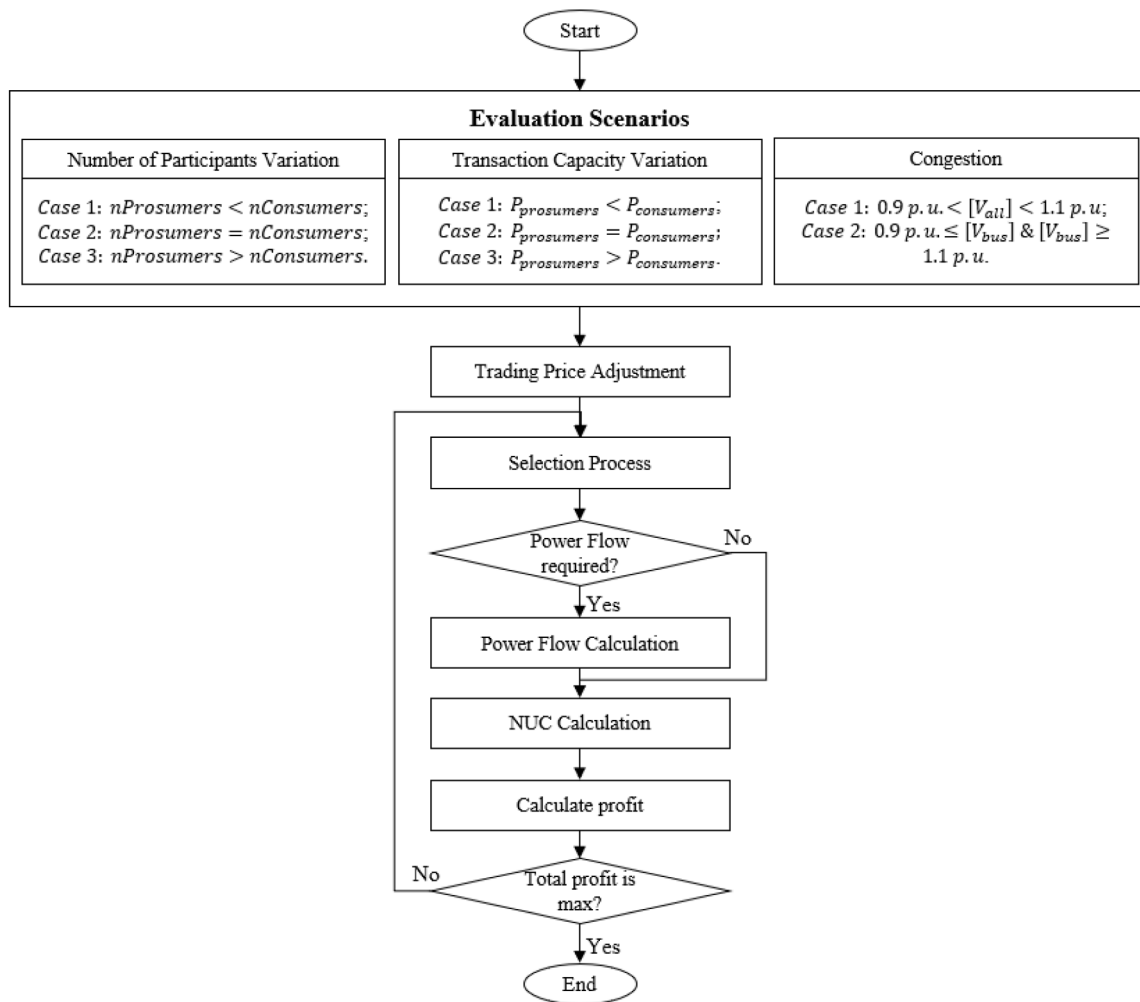 Start
Evaluation Scenarios
Number of Participants Variation
Case 1: nProsumers < nConsumers;
Case 2: nProsumers = nConsumers;
Case 3: nProsumers > nConsumers.
Transaction Capacity Variation
Case 1: P_prosumers < P_consumers;
Case 2: P_prosumers = P_consumers;
Case 3: P_prosumers > P_consumers.
Congestion
Case 1: 0.9 p.u. < [V_all] < 1.1 p.u;
Case 2: 0.9 p.u. ≤ [V_bus] & [V_bus] ≥
1.1 p.u.
Trading Price Adjustment
Selection Process
Power Flow
required?
No
Yes
Power Flow Calculation
NUC Calculation
Calculate profit
No
Total profit is
max?
Yes
End